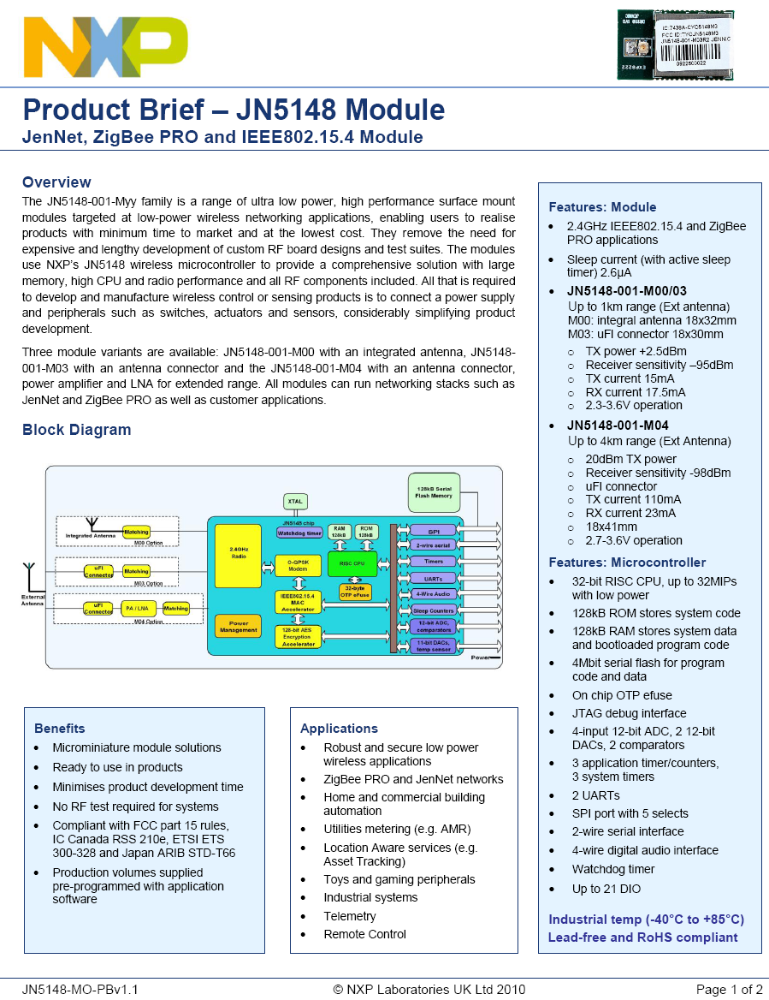 NXP
JENNIC
IC:7438A-CYO5148M3
FCC ID:TYOJN5148M3
JN5148-001-M03R2 JENNIC
0922500022
EXP8222
Product Brief – JN5148 Module
JenNet, ZigBee PRO and IEEE802.15.4 Module
Overview
The JN5148-001-Myy family is a range of ultra low power, high performance surface mount
modules targeted at low-power wireless networking applications, enabling users to realise
products with minimum time to market and at the lowest cost. They remove the need for
expensive and lengthy development of custom RF board designs and test suites. The modules
use NXP's JN5148 wireless microcontroller to provide a comprehensive solution with large
memory, high CPU and radio performance and all RF components included. All that is required
to develop and manufacture wireless control or sensing products is to connect a power supply
and peripherals such as switches, actuators and sensors, considerably simplifying product
development.
Three module variants are available: JN5148-001-M00 with an integrated antenna, JN5148-
001-M03 with an antenna connector and the JN5148-001-M04 with an antenna connector,
power amplifier and LNA for extended range. All modules can run networking stacks such as
JenNet and ZigBee PRO as well as customer applications.
Block Diagram
128kB Serial
Flash Memory
XTAL
JN5148 chip
Watchdog timer
RAM
128kB
ROM
128kB
Integrated Antenna
Matching
M00 Option
2.4GHz
Radio
O-QPSK
Modem
RISC CPU
32-byte
OTP eFuse
uFl
Connector
Matching
M03 Option
External
Antenna
uFl
Connector
PA / LNA
Matching
M04 Option
IEEE802.15.4
MAC
Accelerator
Power
Management
128-bit AES
Encryption
Accelerator
SPI
2-wire serial
Timers
UARTs
4-Wire Audio
Sleep Counters
12-bit ADC,
comparators
11-bit DACs,
temp sensor
Power
Benefits
• Microminiature module solutions
• Ready to use in products
• Minimises product development time
• No RF test required for systems
• Compliant with FCC part 15 rules,
IC Canada RSS 210e, ETSI ETS
300-328 and Japan ARIB STD-T66
• Production volumes supplied
pre-programmed with application
software
Applications
• Robust and secure low power
wireless applications
• ZigBee PRO and JenNet networks
• Home and commercial building
automation
• Utilities metering (e.g. AMR)
• Location Aware services (e.g.
Asset Tracking)
• Toys and gaming peripherals
• Industrial systems
• Telemetry
• Remote Control
Features: Module
• 2.4GHz IEEE802.15.4 and ZigBee
PRO applications
• Sleep current (with active sleep
timer) 2.6µA
• JN5148-001-M00/03
Up to 1km range (Ext antenna)
M00: integral antenna 18x32mm
M03: uFl connector 18x30mm
o TX power +2.5dBm
o Receiver sensitivity –95dBm
o TX current 15mA
o RX current 17.5mA
o 2.3-3.6V operation
• JN5148-001-M04
Up to 4km range (Ext Antenna)
o 20dBm TX power
o Receiver sensitivity -98dBm
o uFl connector
o TX current 110mA
o RX current 23mA
o 18x41mm
o 2.7-3.6V operation
Features: Microcontroller
• 32-bit RISC CPU, up to 32MIPs
with low power
• 128kB ROM stores system code
• 128kB RAM stores system data
and bootloaded program code
• 4Mbit serial flash for program
code and data
• On chip OTP efuse
• JTAG debug interface
• 4-input 12-bit ADC, 2 12-bit
DACs, 2 comparators
• 3 application timer/counters,
3 system timers
• 2 UARTs
• SPI port with 5 selects
• 2-wire serial interface
• 4-wire digital audio interface
• Watchdog timer
• Up to 21 DIO
Industrial temp (-40°C to +85°C)
Lead-free and RoHS compliant
JN5148-MO-PBv1.1
© NXP Laboratories UK Ltd 2010
Page 1 of 2